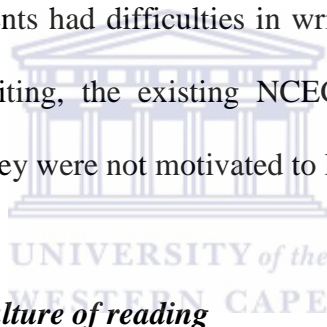 nts had difficulties in wri
iting, the existing NCEC
ey were not motivated to
UNIVERSITY of the
WESTERN CAPE
lture of reading